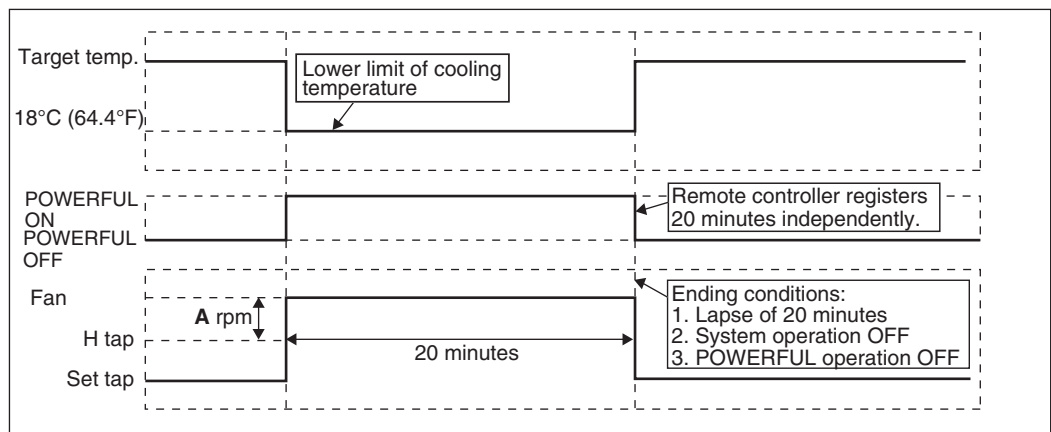 Target temp.
Lower limit of cooling
temperature
18°C (64.4°F)
POWERFUL
ON
POWERFUL
OFF
Remote controller registers
20 minutes independently.
Fan
A rpm
H tap
20 minutes
Set tap
Ending conditions:
1. Lapse of 20 minutes
2. System operation OFF
3. POWERFUL operation OFF